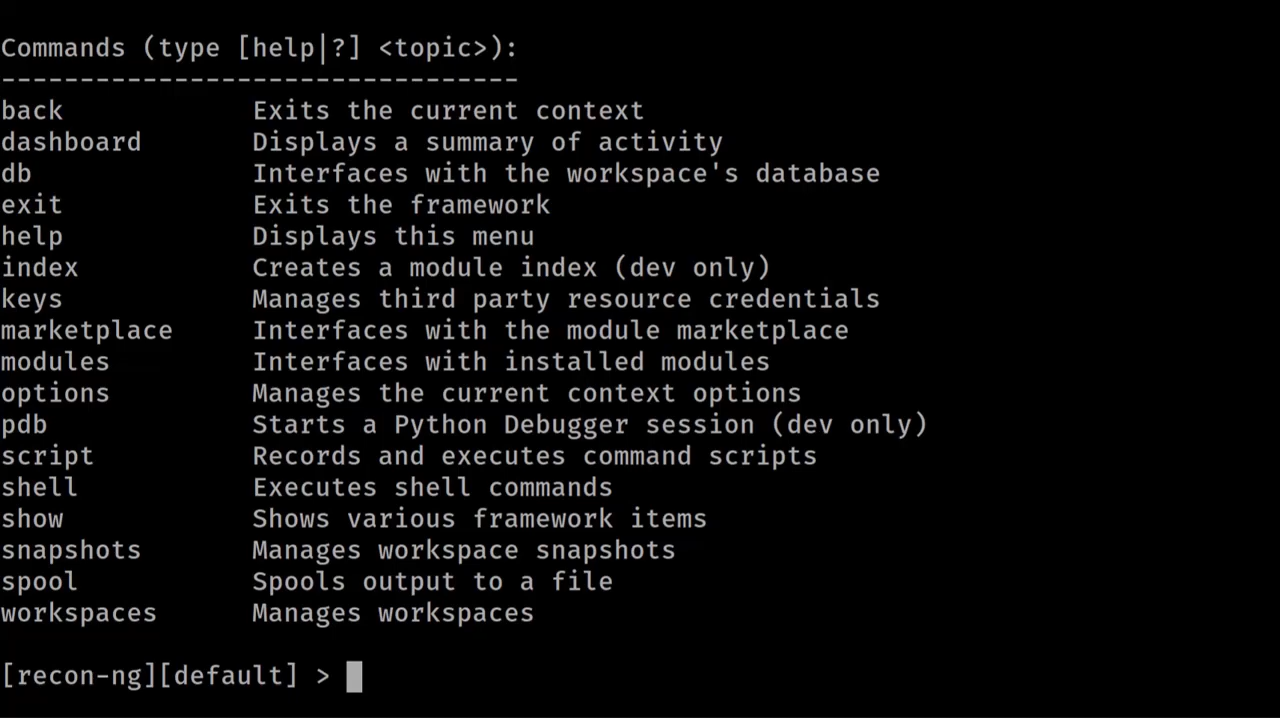 Commands (type [help|?] <topic>):
---------------------------------
back            Exits the current context
dashboard       Displays a summary of activity
db              Interfaces with the workspace's database
exit            Exits the framework
help            Displays this menu
index           Creates a module index (dev only)
keys            Manages third party resource credentials
marketplace     Interfaces with the module marketplace
modules         Interfaces with installed modules
options         Manages the current context options
pdb             Starts a Python Debugger session (dev only)
script          Records and executes command scripts
shell           Executes shell commands
show            Shows various framework items
snapshots       Manages workspace snapshots
spool           Spools output to a file
workspaces      Manages workspaces
[recon-ng][default] >